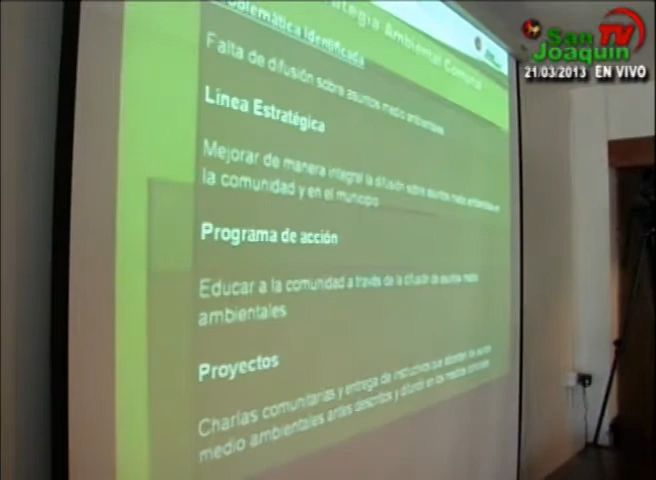 Estrategia Ambiental Comunal
Problemática Identificada
Falta de difusión sobre asuntos medio ambientales
Línea Estratégica
Mejorar de manera integral la difusión sobre asuntos medio ambientales en
la comunidad y en el municipio
Programa de acción
Educar a la comunidad a través de la difusión de asuntos medio
ambientales
Proyectos
Charlas comunitarias y entrega de instructivos que aborden los
medio ambientales antes descritos y difundir en los medios
San TV
Joaquin
21/03/2013 EN VIVO